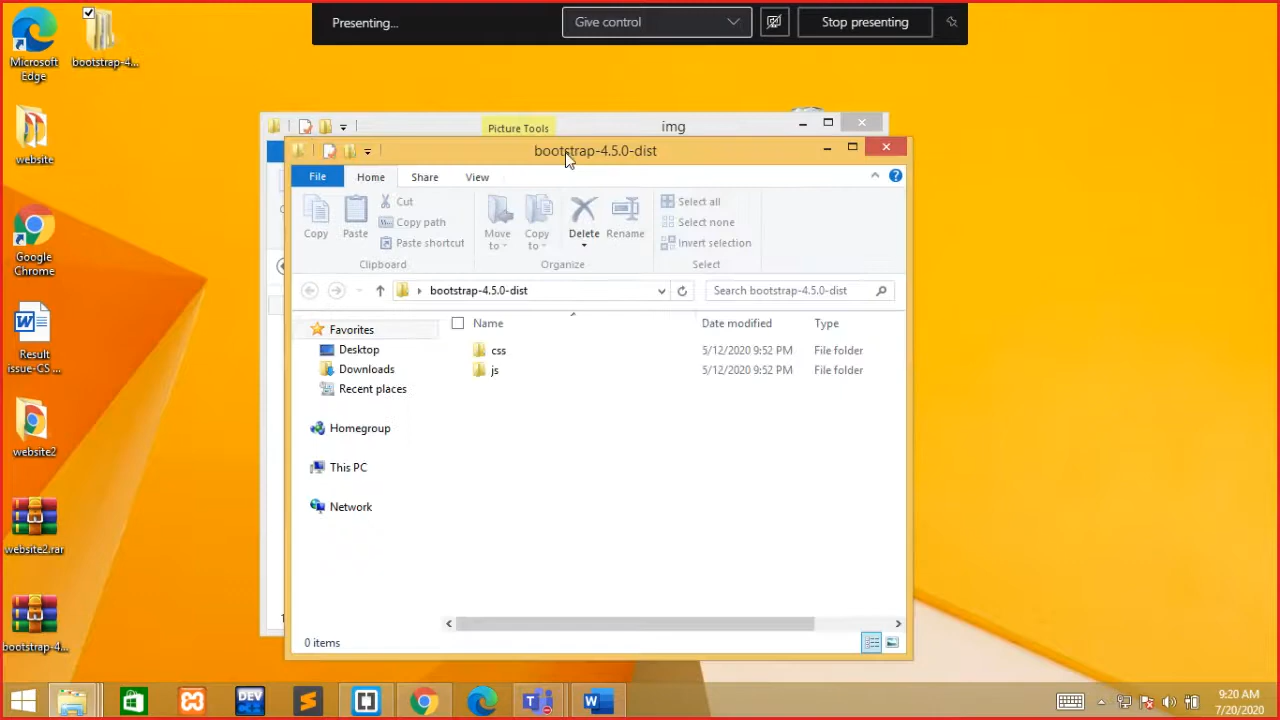 Presenting...
Give control
Stop presenting
Microsoft
Edge
bootstrap-4...
website
Google
Chrome
Result
issue-CS ...
website2
website2.rar
bootstrap-4...
Picture Tools
img
bootstrap-4.5.0-dist
File
Home
Share
View
Copy
Paste
Cut
Copy path
Paste shortcut
Clipboard
Move
to
Copy
to
Delete
Rename
Organize
Select all
Select none
Invert selection
Select
bootstrap-4.5.0-dist
Search bootstrap-4.5.0-dist
Name
Date modified
Type
Favorites
Desktop
Downloads
Recent places
Homegroup
This PC
Network
css
5/12/2020 9:52 PM
File folder
js
5/12/2020 9:52 PM
File folder
0 items
DEV
9:20 AM
7/20/2020